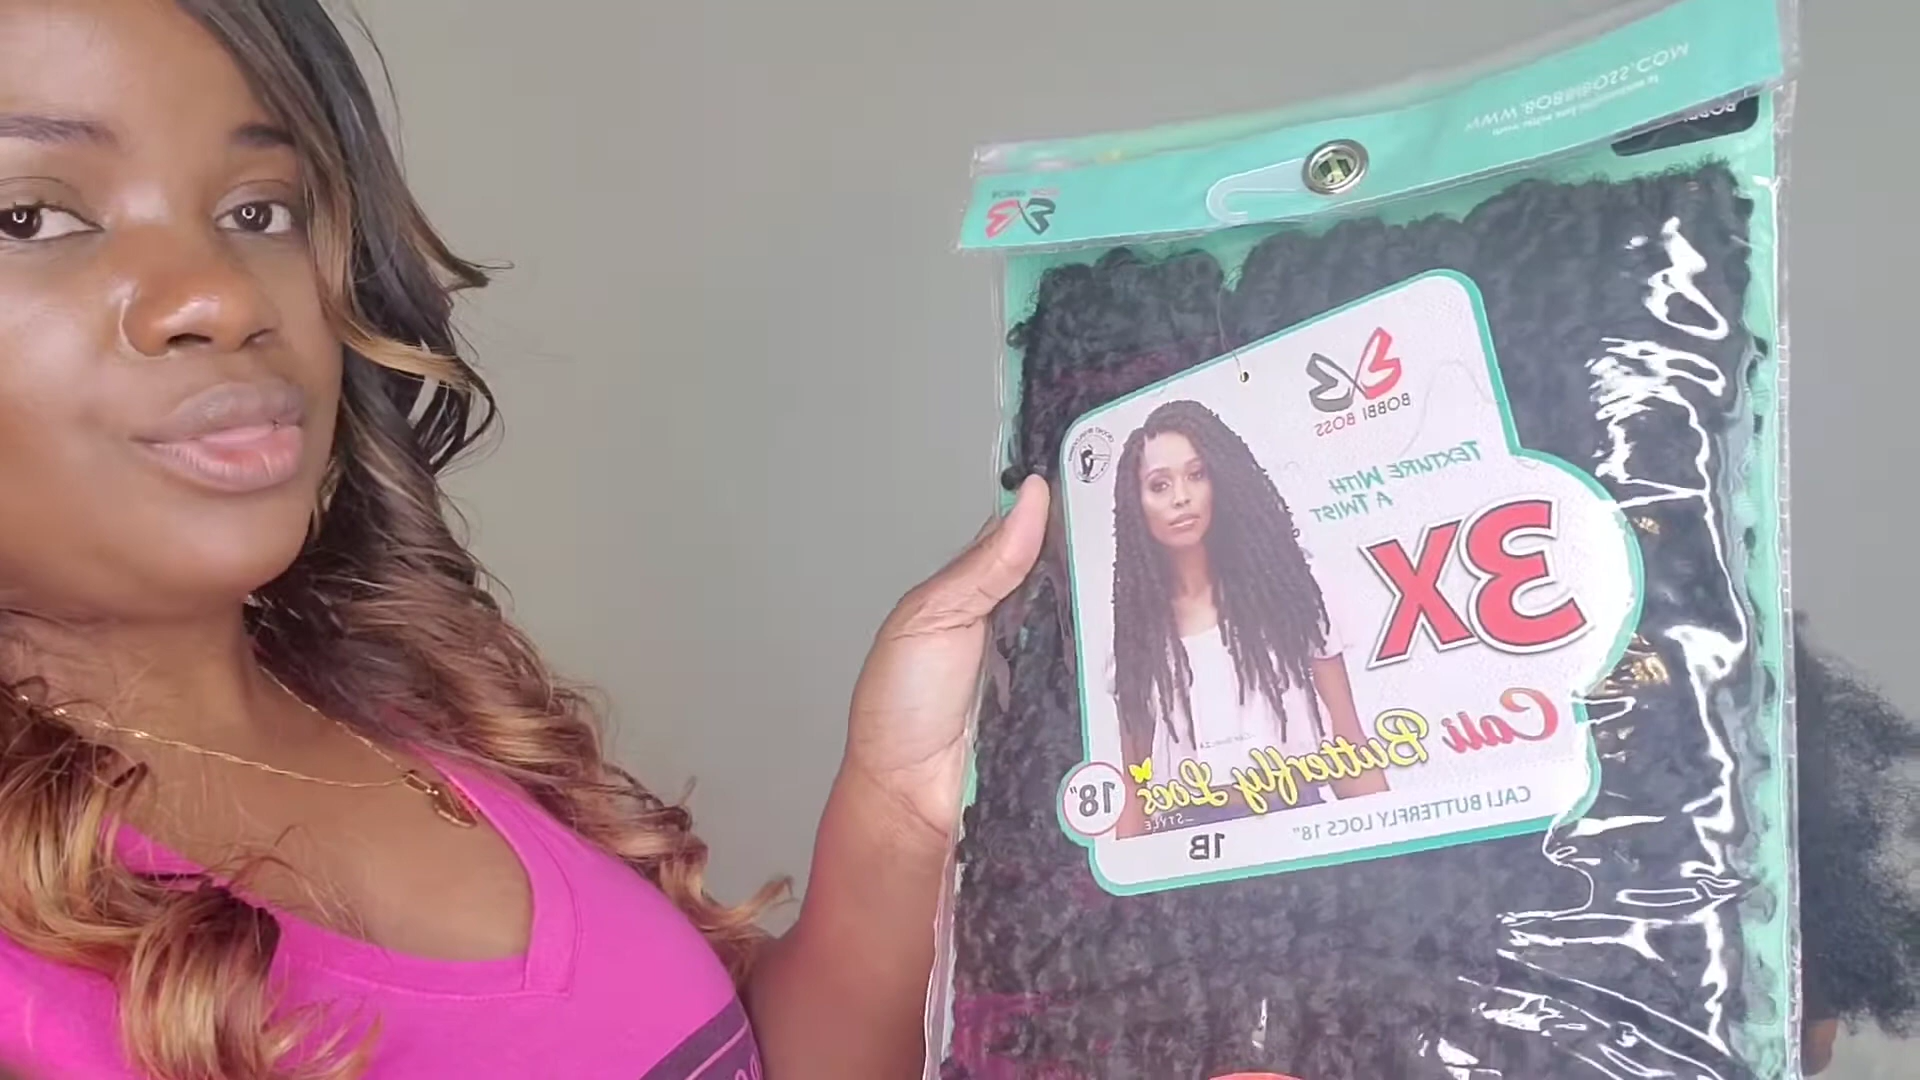 WWW.BOBBIBOSS.COM
BOBBI BOSS
TEXTURE WITH
A TWIST
3X
Cali Butterfly Locs
STYLE
18"
CALI BUTTERFLY LOCS 18"
1B